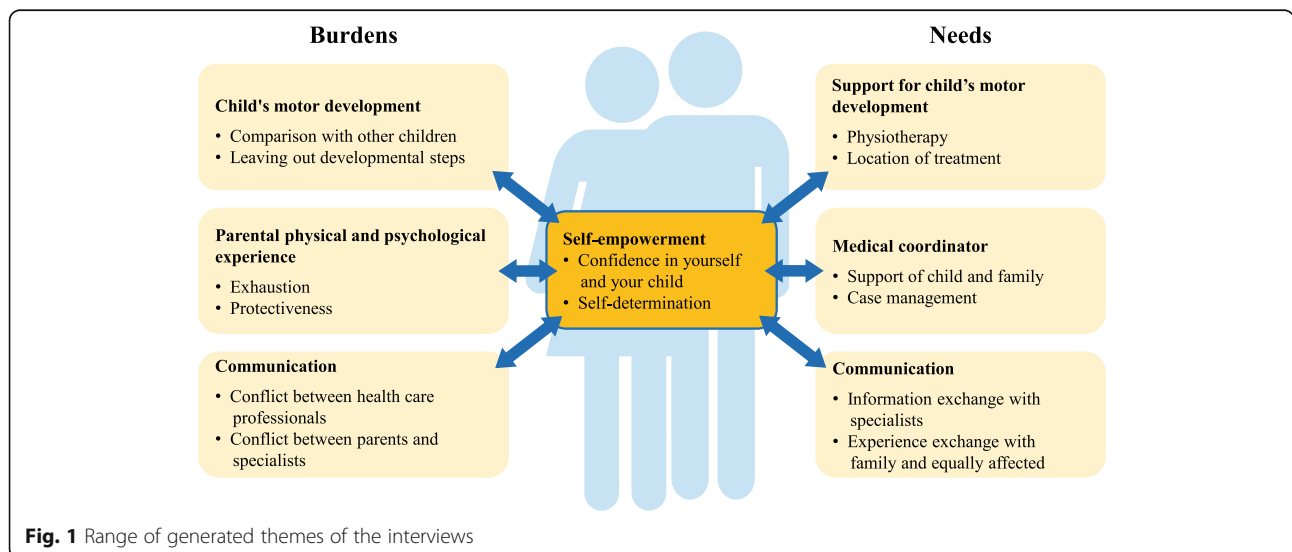 Burdens
Child's motor development
• Comparison with other children
• Leaving out developmental steps
Parental physical and psychological
experience
• Exhaustion
• Protectiveness
Communication
• Conflict between health care
professionals
• Conflict between parents and
specialists
Self-empowerment
• Confidence in yourself
and your child
• Self-determination
Needs
Support for child’s motor
development
• Physiotherapy
• Location of treatment
Medical coordinator
• Support of child and family
• Case management
Communication
• Information exchange with
specialists
• Experience exchange with
family and equally affected
Fig. 1 Range of generated themes of the interviews